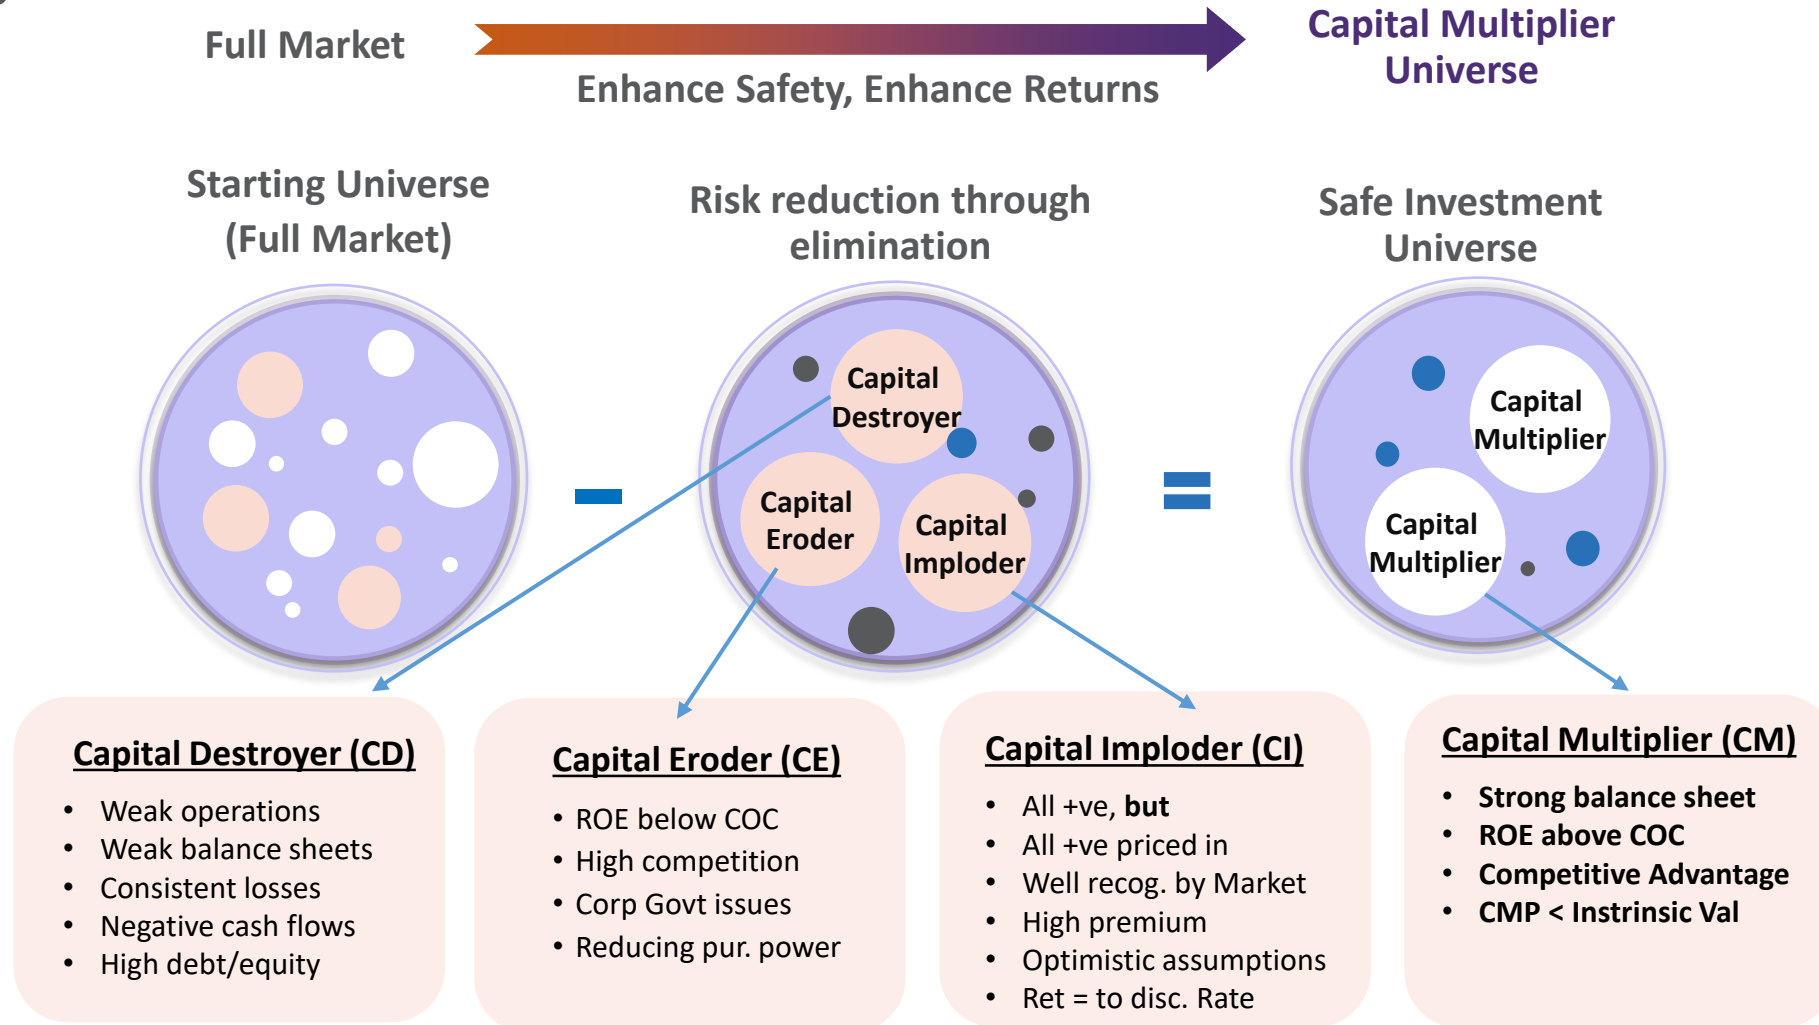 Full Market
Enhance Safety, Enhance Returns
Capital Multiplier
Universe
Starting Universe
(Full Market)
Risk reduction through
elimination
Safe Investment
Universe
Capital
Destroyer
Capital
Eroder
Capital
Imploder
Capital
Multiplier
Capital
Multiplier
Capital Destroyer (CD)
• Weak operations
• Weak balance sheets
• Consistent losses
• Negative cash flows
• High debt/equity
Capital Eroder (CE)
• ROE below COC
• High competition
• Corp Govt issues
• Reducing pur. power
Capital Imploder (CI)
• All +ve, but
• All +ve priced in
• Well recog. by Market
• High premium
• Optimistic assumptions
• Ret = to disc. Rate
Capital Multiplier (CM)
• Strong balance sheet
• ROE above COC
• Competitive Advantage
• CMP < Instrinsic Val